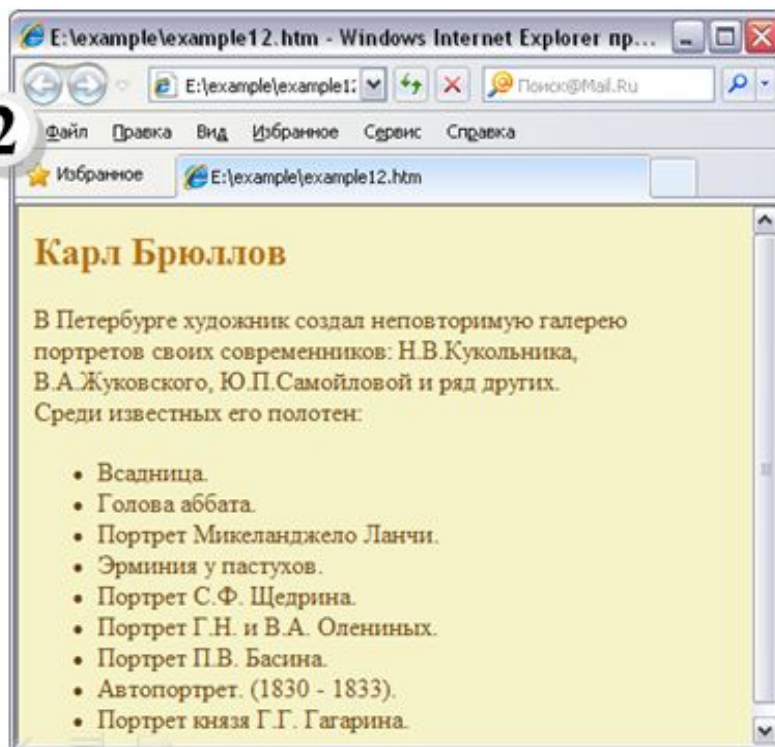 E:\example\example12.htm - Windows Internet Explorer пр...
E:\example\example12 Поиск@Mail.Ru
2
Файл Правка Вид Избранное Сервис Справка
Избранное E:\example\example12.htm
Карл Брюллов
В Петербурге художник создал неповторимую галерею
портретов своих современников: Н.В.Кукольника,
В.А.Жуковского, Ю.П.Самойловой и ряд других.
Среди известных его полотен:
• Всадница.
• Голова аббата.
• Портрет Микеланджело Ланчи.
• Эрминия у пастухов.
• Портрет С.Ф. Щедрина.
• Портрет Г.Н. и В.А. Олениных.
• Портрет П.В. Басина.
• Автопортрет. (1830 - 1833).
• Портрет князя Г.Г. Гагарина.